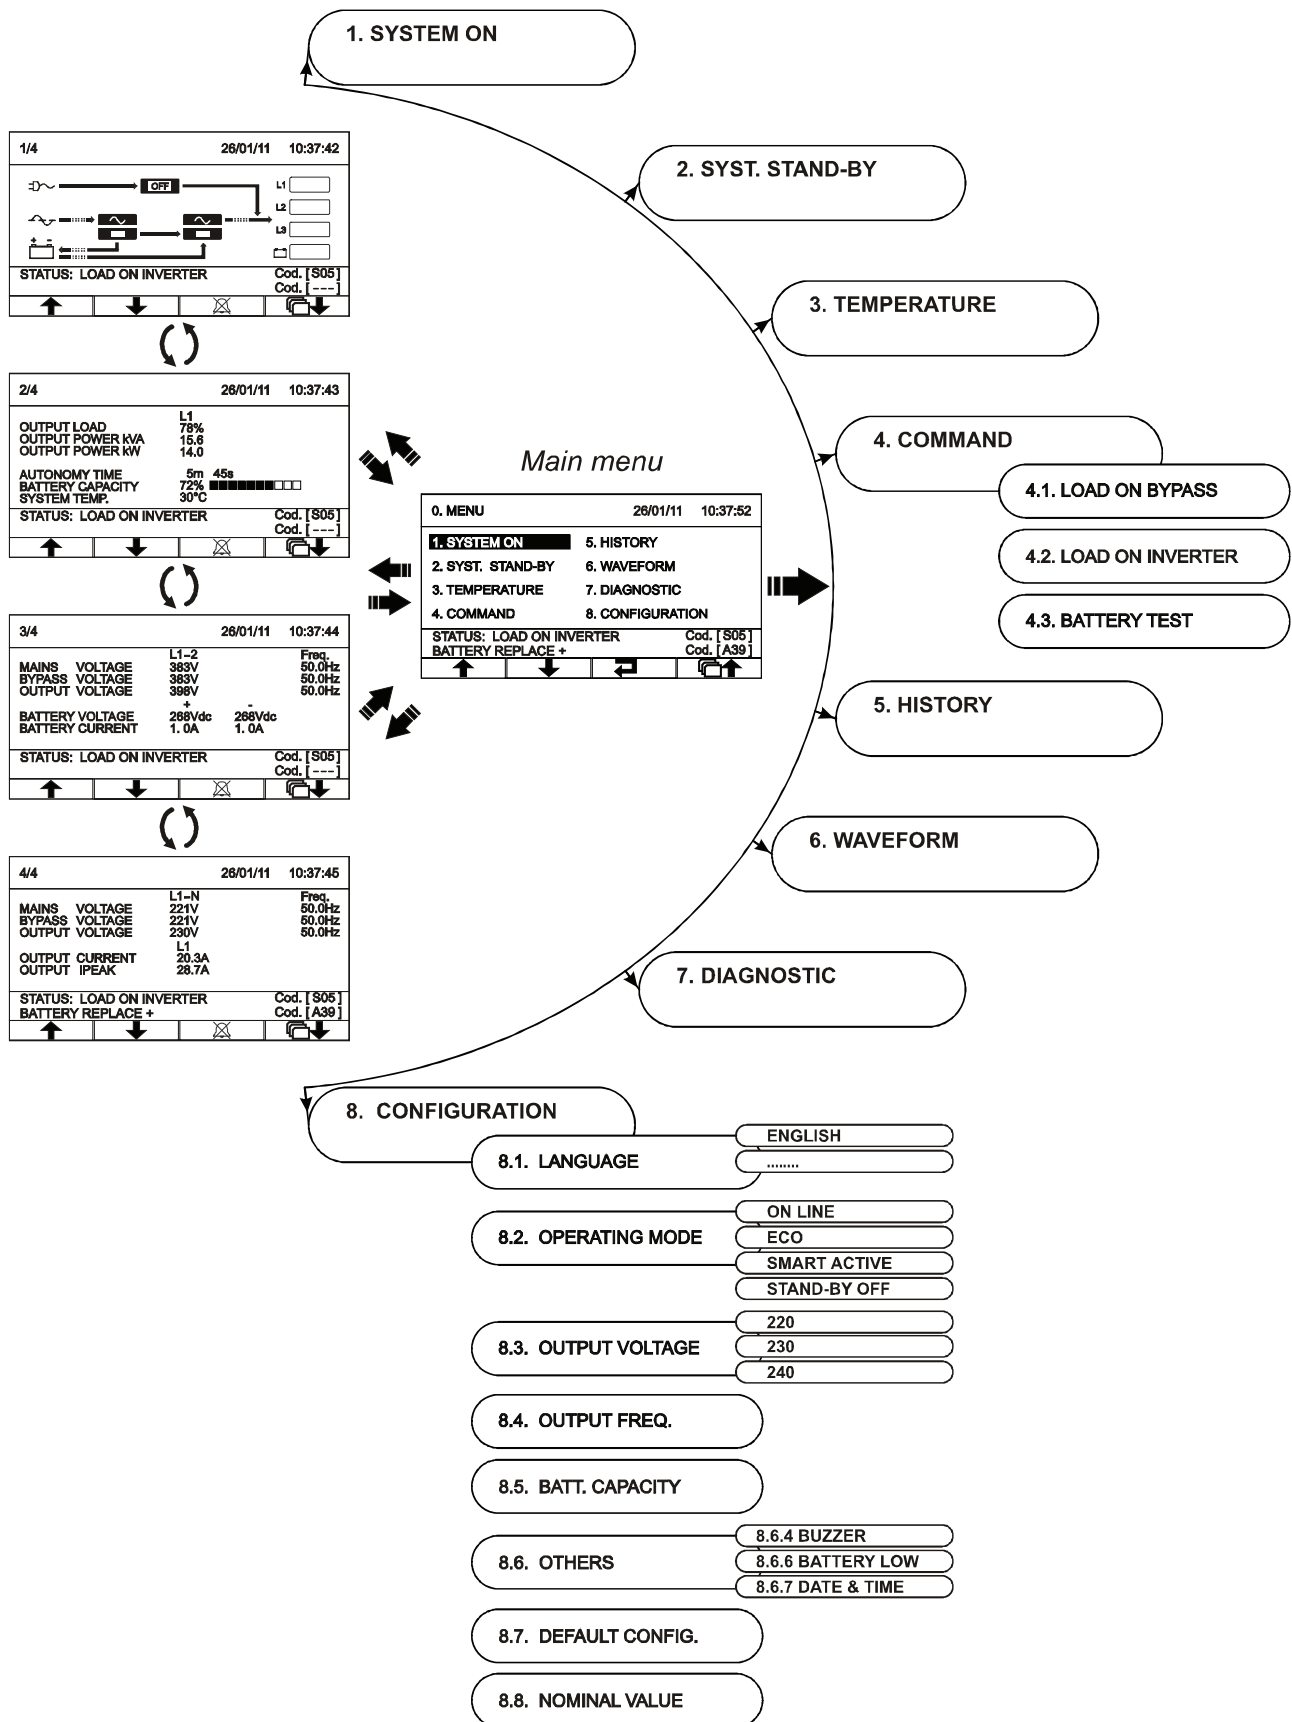 1. SYSTEM ON
2. SYST. STAND-BY
3. TEMPERATURE
4. COMMAND
4.1. LOAD ON BYPASS
4.2. LOAD ON INVERTER
4.3. BATTERY TEST
5. HISTORY
6. WAVEFORM
7. DIAGNOSTIC
1/4 26/01/11 10:37:42
OFF
L1
L2
L3
+ -
STATUS: LOAD ON INVERTER Cod. [S05]
Cod. [---]
2/4 26/01/11 10:37:43
L1
OUTPUT LOAD 78%
OUTPUT POWER kVA 15.6
OUTPUT POWER kW 14.0
AUTONOMY TIME 5m 45s
BATTERY CAPACITY 72%
SYSTEM TEMP. 30°C
STATUS: LOAD ON INVERTER Cod. [S05]
Cod. [---]
3/4 26/01/11 10:37:44
L1-2 Freq.
MAINS VOLTAGE 383V 50.0Hz
BYPASS VOLTAGE 383V 50.0Hz
OUTPUT VOLTAGE 398V 50.0Hz
+ -
BATTERY VOLTAGE 268Vdc 268Vdc
BATTERY CURRENT 1. 0A 1. 0A
STATUS: LOAD ON INVERTER Cod. [S05]
Cod. [---]
4/4 26/01/11 10:37:45
L1-N Freq.
MAINS VOLTAGE 221V 50.0Hz
BYPASS VOLTAGE 221V 50.0Hz
OUTPUT VOLTAGE 230V 50.0Hz
L1
OUTPUT CURRENT 20.3A
OUTPUT IPEAK 28.7A
STATUS: LOAD ON INVERTER Cod. [S05]
BATTERY REPLACE + Cod. [A39]
Main menu
0. MENU 26/01/11 10:37:52
1. SYSTEM ON 5. HISTORY
2. SYST. STAND-BY 6. WAVEFORM
3. TEMPERATURE 7. DIAGNOSTIC
4. COMMAND 8. CONFIGURATION
STATUS: LOAD ON INVERTER Cod. [S05]
BATTERY REPLACE + Cod. [A39]
8. CONFIGURATION
8.1. LANGUAGE
ENGLISH
........
8.2. OPERATING MODE
ON LINE
ECO
SMART ACTIVE
STAND-BY OFF
8.3. OUTPUT VOLTAGE
220
230
240
8.4. OUTPUT FREQ.
8.5. BATT. CAPACITY
8.6. OTHERS
8.6.4 BUZZER
8.6.6 BATTERY LOW
8.6.7 DATE & TIME
8.7. DEFAULT CONFIG.
8.8. NOMINAL VALUE